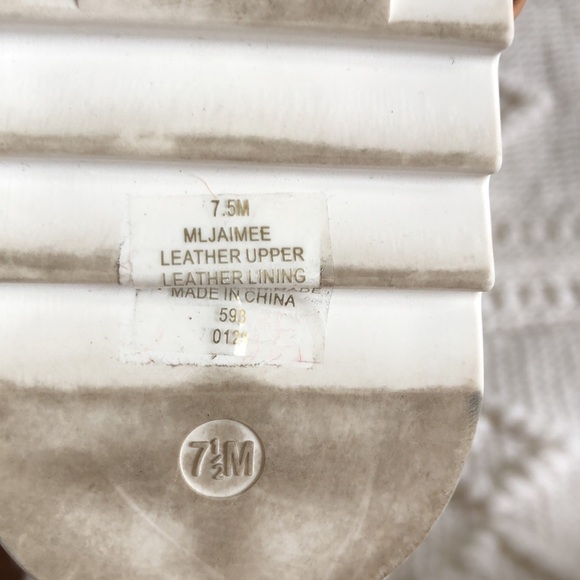 7.5M
MLJAIMEE
LEATHER UPPER
LEATHER LINING
MADE IN CHINA
7½M